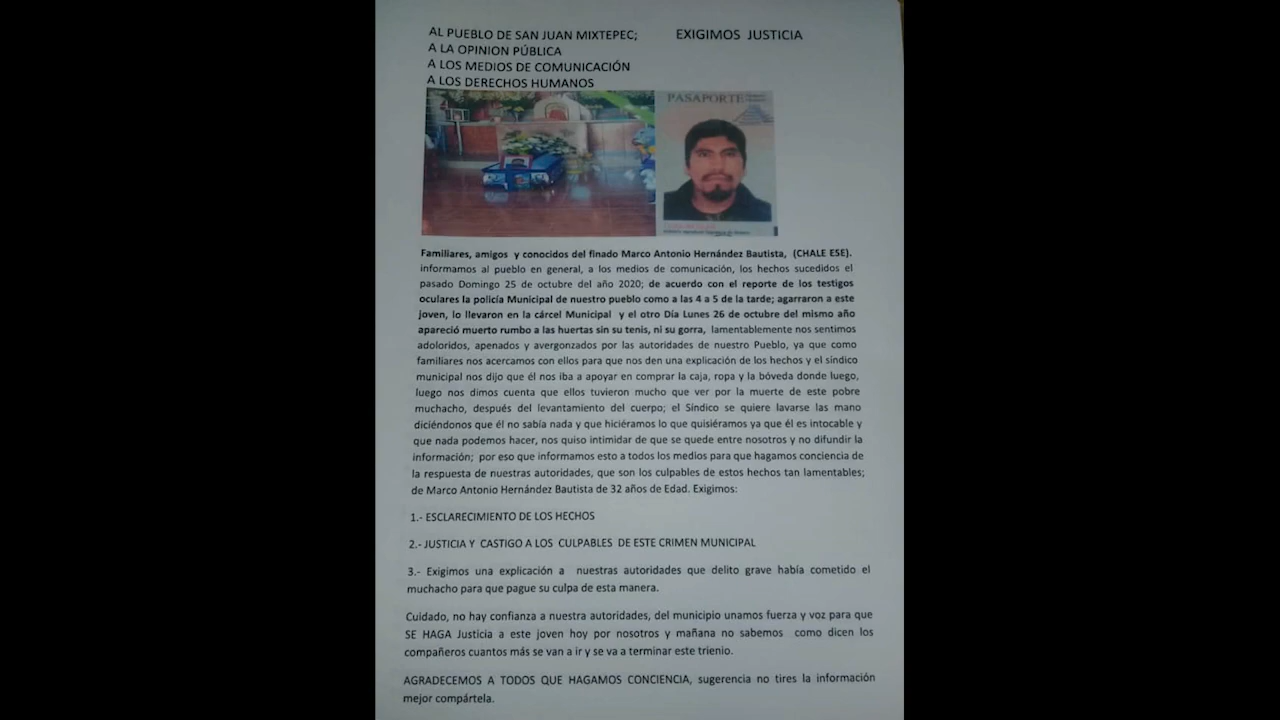 AL PUEBLO DE SAN JUAN MIXTEPEC; EXIGIMOS JUSTICIA
A LA OPINION PÚBLICA
A LOS MEDIOS DE COMUNICACIÓN
A LOS DERECHOS HUMANOS
PASAPORTE
Familiares, amigos y conocidos del finado Marco Antonio Hernández Bautista, (CHALE ESE).
informamos al pueblo en general, a los medios de comunicación, los hechos sucedidos el
pasado Domingo 25 de octubre del año 2020; de acuerdo con el reporte de los testigos
oculares la policía Municipal de nuestro pueblo como a las 4 a 5 de la tarde; agarraron a este
joven, lo llevaron en la cárcel Municipal y el otro Día Lunes 26 de octubre del mismo año
apareció muerto rumbo a las huertas sin su tenis, ni su gorra, lamentablemente nos sentimos
adoloridos, apenados y avergonzados por las autoridades de nuestro Pueblo, ya que como
familiares nos acercamos con ellos para que nos den una explicación de los hechos y el síndico
municipal nos dijo que él nos iba a apoyar en comprar la caja, ropa y la bóveda donde luego,
luego nos dimos cuenta que ellos tuvieron mucho que ver por la muerte de este pobre
muchacho, después del levantamiento del cuerpo; el Síndico se quiere lavarse las mano
diciéndonos que él no sabía nada y que hiciéramos lo que quisiéramos ya que él es intocable y
que nada podemos hacer, nos quiso intimidar de que se quede entre nosotros y no difundir la
información; por eso que informamos esto a todos los medios para que hagamos conciencia de
la respuesta de nuestras autoridades, que son los culpables de estos hechos tan lamentables;
de Marco Antonio Hernández Bautista de 32 años de Edad. Exigimos:
1.- ESCLARECIMIENTO DE LOS HECHOS
2.- JUSTICIA Y CASTIGO A LOS CULPABLES DE ESTE CRIMEN MUNICIPAL
3.- Exigimos una explicación a nuestras autoridades que delito grave había cometido el
muchacho para que pague su culpa de esta manera.
Cuidado, no hay confianza a nuestra autoridades, del municipio unamos fuerza y voz para que
SE HAGA Justicia a este joven hoy por nosotros y mañana no sabemos como dicen los
compañeros cuantos más se van a ir y se va a terminar este trienio.
AGRADECEMOS A TODOS QUE HAGAMOS CONCIENCIA, sugerencia no tires la información
mejor compártela.